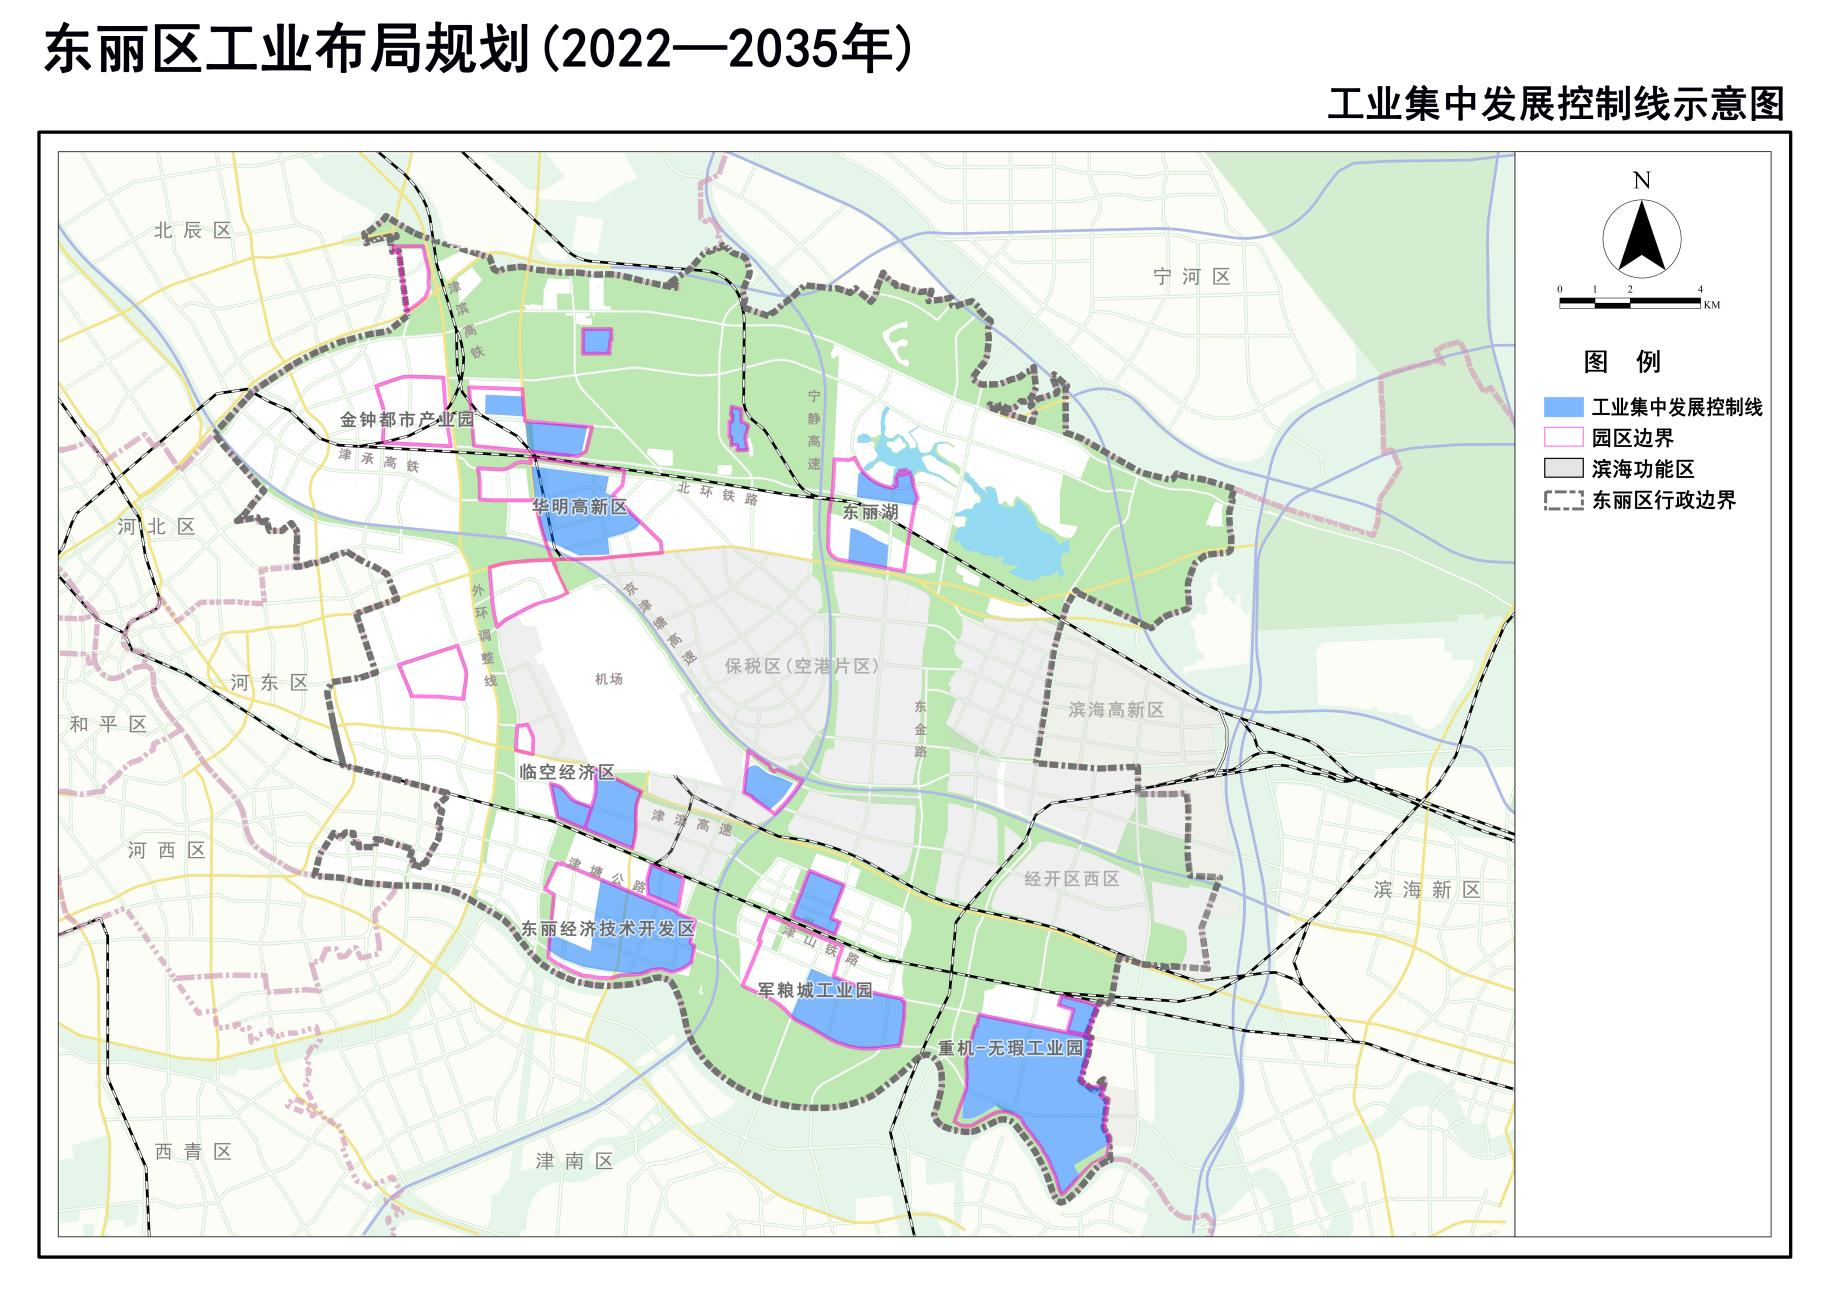 东丽区工业布局规划(2022—2035年)
工业集中发展控制线示意图
N
0 1 2 4
KM
图 例
工业集中发展控制线
园区边界
滨海功能区
东丽区行政边界
北辰区
宁河区
津滨高铁
宁静高速
金钟都市产业园
津承高铁
北环铁路
华明高新区
东丽湖
河北区
外环调整线
京津塘高速
保税区(空港片区)
机场
河东区
和平区
东金路
滨海高新区
临空经济区
津滨高速
河西区
津塘公路
经开区西区
滨海新区
东丽经济技术开发区
津山铁路
军粮城工业园
重机-无瑕工业园
西青区
津南区